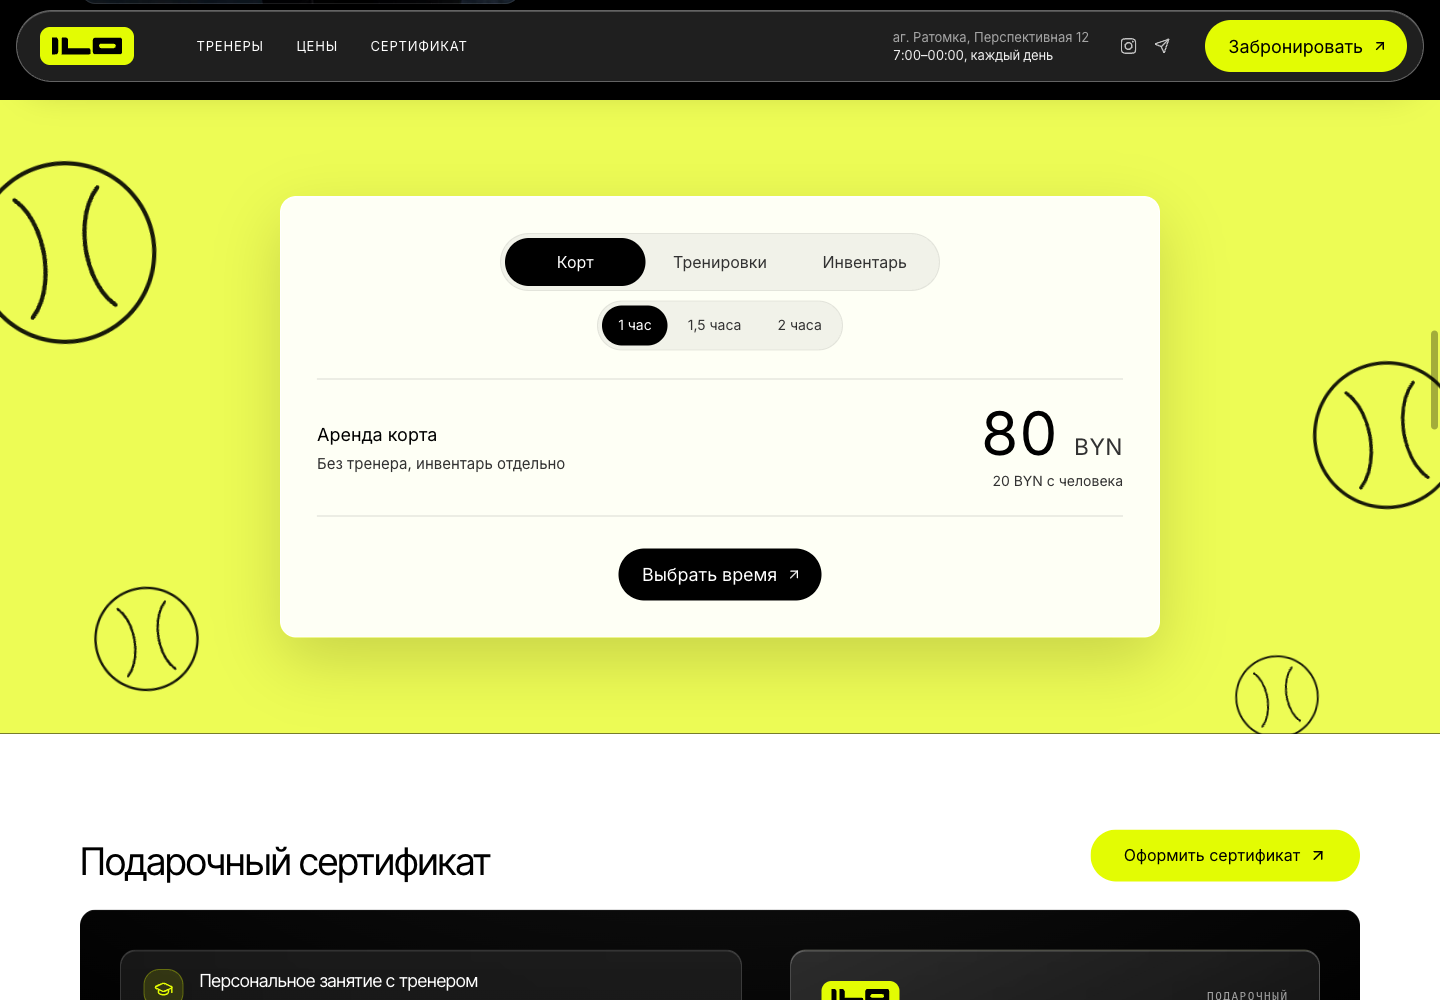 ILO
ТРЕНЕРЫ ЦЕНЫ СЕРТИФИКАТ
аг. Ратомка, Перспективная 12
7:00–00:00, каждый день
Забронировать
Корт Тренировки Инвентарь
1 час 1,5 часа 2 часа
Аренда корта
Без тренера, инвентарь отдельно
80 BYN
20 BYN с человека
Выбрать время
Подарочный сертификат
Оформить сертификат
Персональное занятие с тренером
ILO
ПОДАРОЧНЫЙ